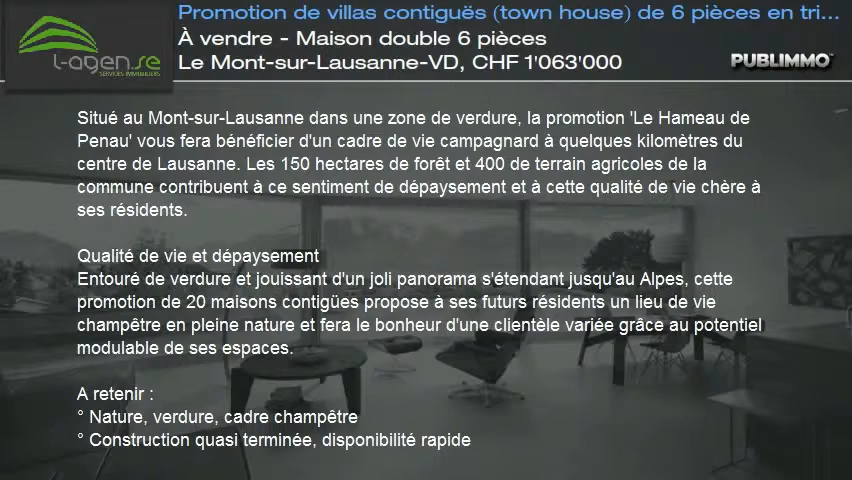 Promotion de villas contiguës (town house) de 6 pièces en tri...
À vendre - Maison double 6 pièces
Le Mont-sur-Lausanne-VD, CHF 1'063'000
l-agence
SERVICES IMMOBILIERS
PUBLIMMO
Situé au Mont-sur-Lausanne dans une zone de verdure, la promotion 'Le Hameau de
Penau' vous fera bénéficier d'un cadre de vie campagnard à quelques kilomètres du
centre de Lausanne. Les 150 hectares de forêt et 400 de terrain agricoles de la
commune contribuent à ce sentiment de dépaysement et à cette qualité de vie chère à
ses résidents.
Qualité de vie et dépaysement
Entouré de verdure et jouissant d'un joli panorama s'étendant jusqu'au Alpes, cette
promotion de 20 maisons contigües propose à ses futurs résidents un lieu de vie
champêtre en pleine nature et fera le bonheur d'une clientèle variée grâce au potentiel
modulable de ses espaces.
A retenir :
° Nature, verdure, cadre champêtre
° Construction quasi terminée, disponibilité rapide